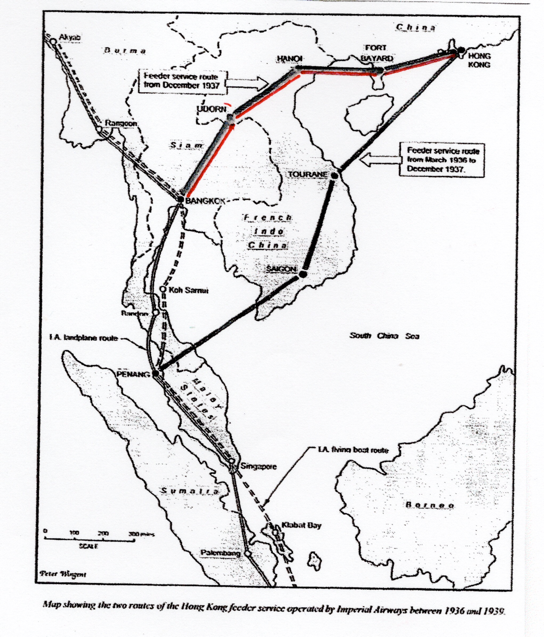 China
Akyab
Burma
HANOI
FORT
BAYARD
HONG
KONG
Feeder service route
from December 1937
UDORN
Rangoon
Siam
Feeder service route
from March 1936 to
December 1937.
TOURANE
BANGKOK
French
Indo
China
SAIGON
Koh Samui
Bandon
South China Sea
I.A. landplane route
PENANG
Malay
States
I.A. flying boat route
Singapore
Sumatra
Borneo
Klabat Bay
0 100 200 300 miles
SCALE
Palembang
Peter Wingent
Map showing the two routes of the Hong Kong feeder service operated by Imperial Airways between 1936 and 1939.